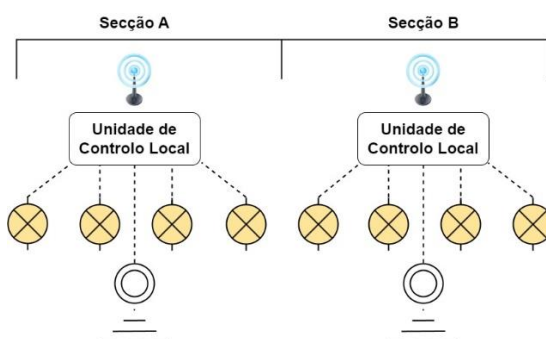 Secção A
Secção B
Unidade de
Controlo Local
Unidade de
Controlo Local